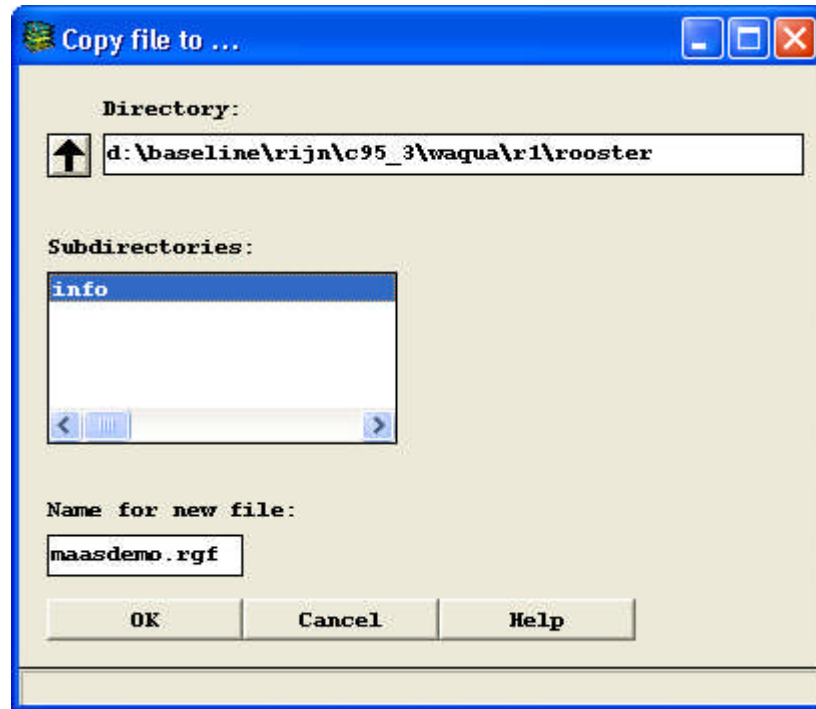 Copy file to ...
Directory:
d:\baseline\rijn\c95_3\waqua\r1\rooster
Subdirectories:
info
Name for new file:
maasdemo.rgf
OK Cancel Help